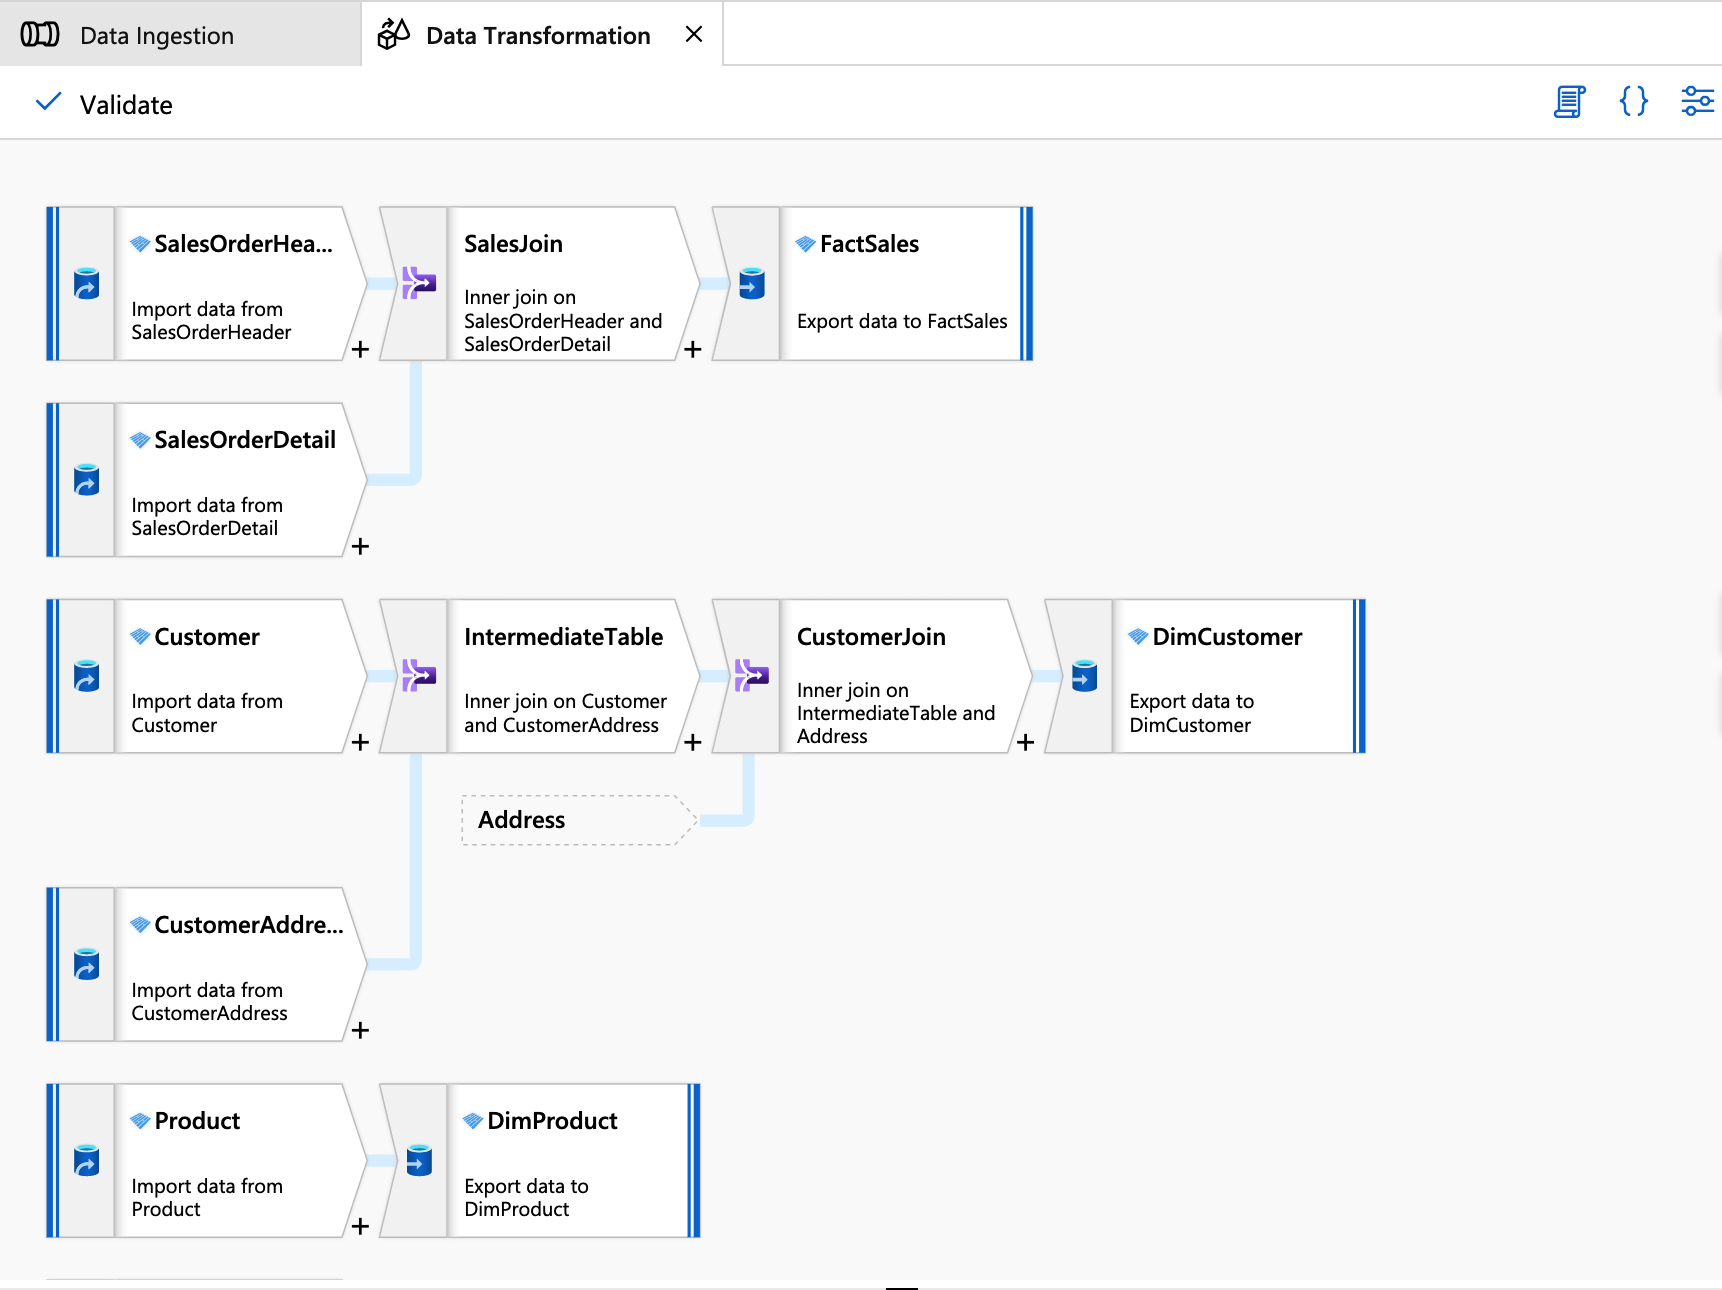 Data Ingestion
Data Transformation
Validate
SalesOrderHea...
Import data from
SalesOrderHeader
SalesJoin
Inner join on
SalesOrderHeader and
SalesOrderDetail
FactSales
Export data to FactSales
SalesOrderDetail
Import data from
SalesOrderDetail
Customer
Import data from
Customer
IntermediateTable
Inner join on Customer
and CustomerAddress
CustomerJoin
Inner join on
IntermediateTable and
Address
DimCustomer
Export data to
DimCustomer
Address
CustomerAddre...
Import data from
CustomerAddress
Product
Import data from
Product
DimProduct
Export data to
DimProduct